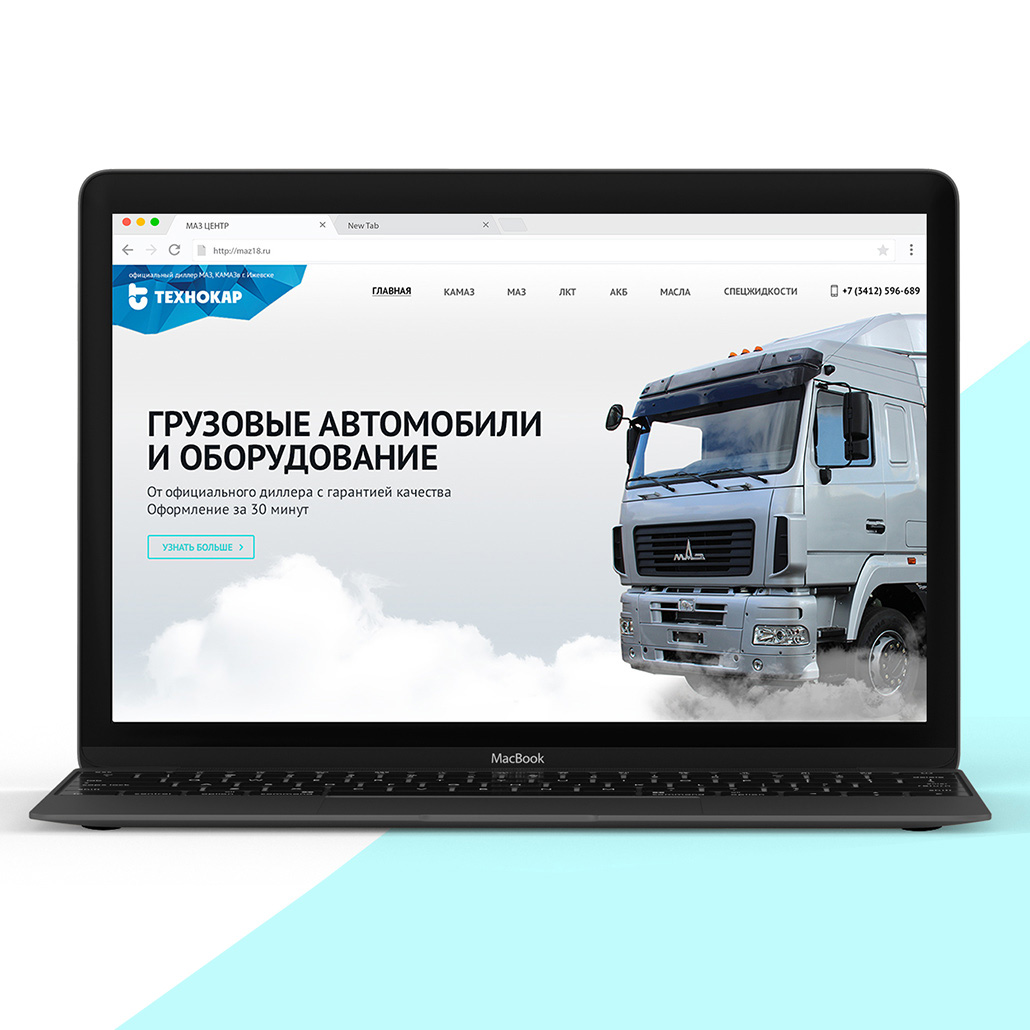 МАЗ ЦЕНТР
New Tab
http://maz18.ru
официальный диллер МАЗ, КАМАЗв г. Ижевске
ТЕХНОКАР
ГЛАВНАЯ КАМАЗ МАЗ ЛКТ АКБ МАСЛА СПЕЦЖИДКОСТИ +7 (3412) 596-689
ГРУЗОВЫЕ АВТОМОБИЛИ
И ОБОРУДОВАНИЕ
От официального диллера с гарантией качества
Оформление за 30 минут
УЗНАТЬ БОЛЬШЕ
МАЗ
MacBook